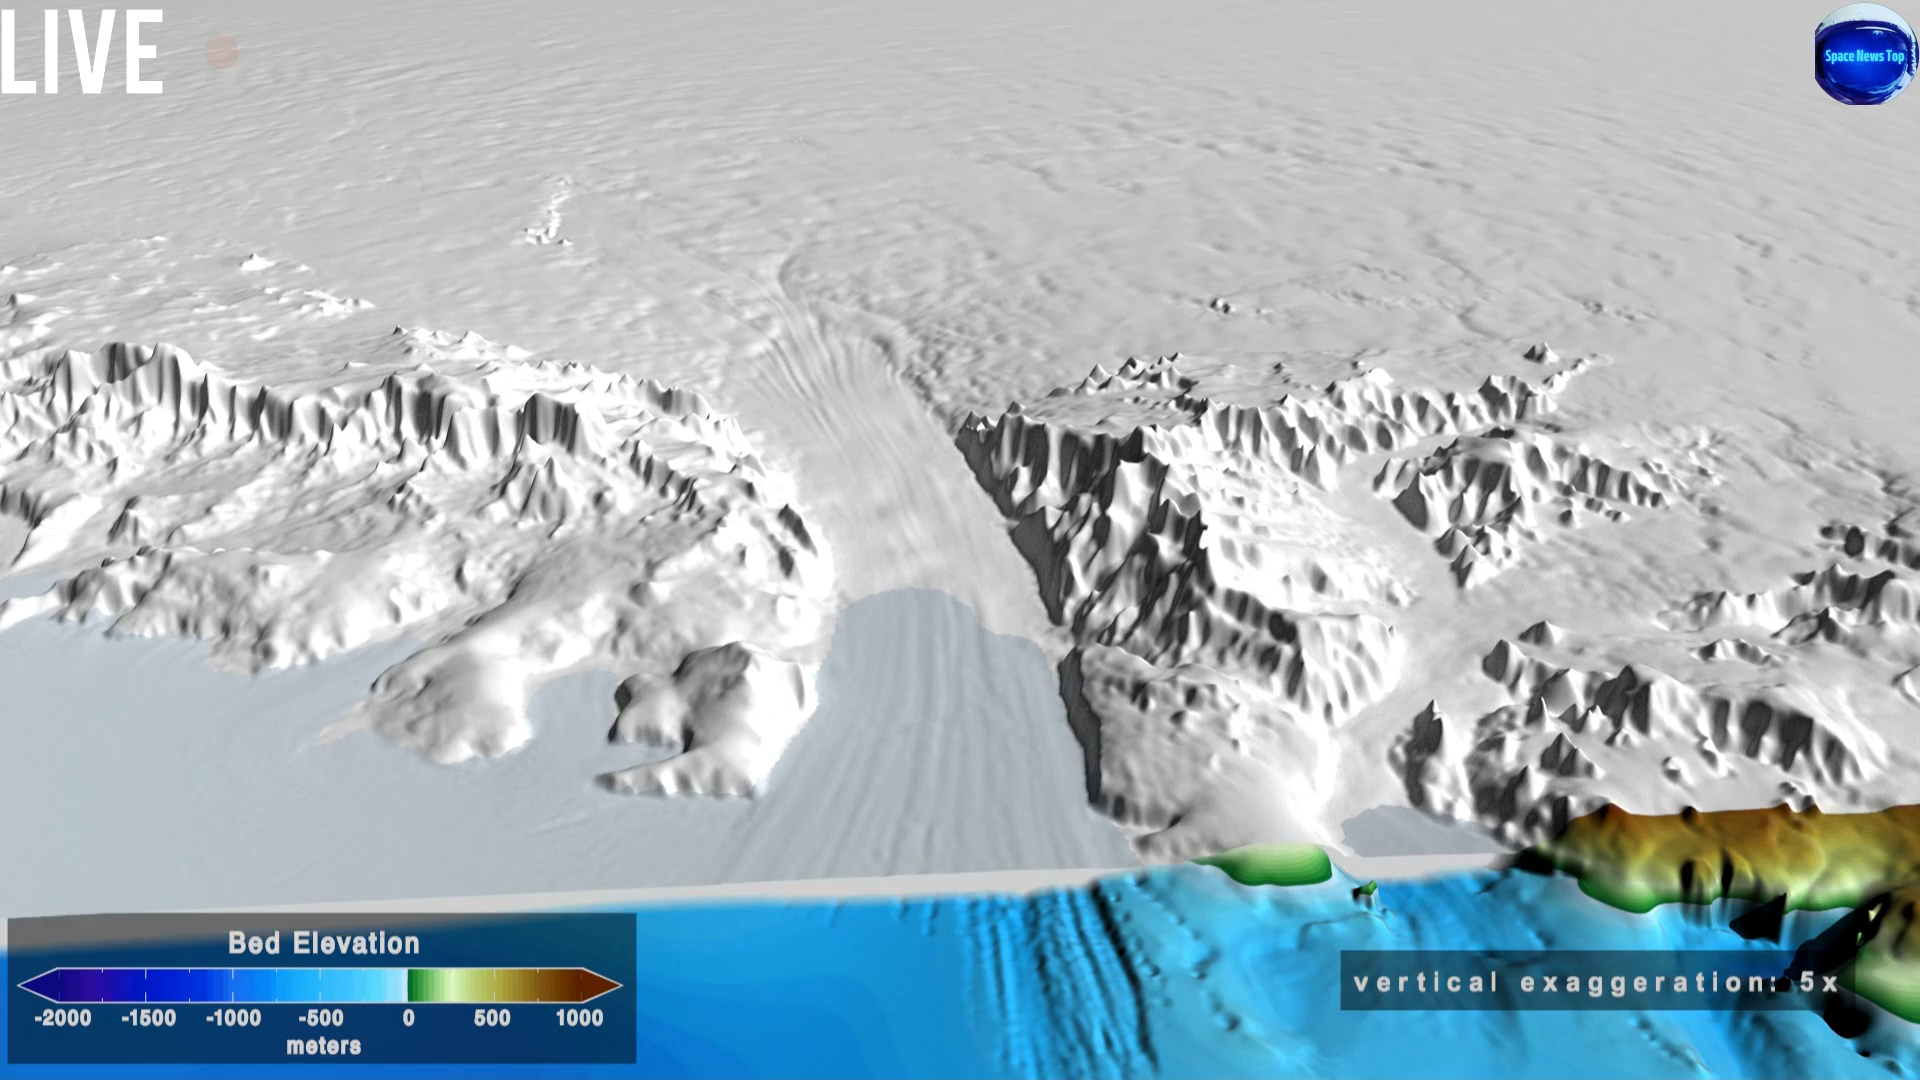 LIVE
Space News Top
Bed Elevation
-2000 -1500 -1000 -500 0 500 1000
meters
vertical exaggeration: 5x